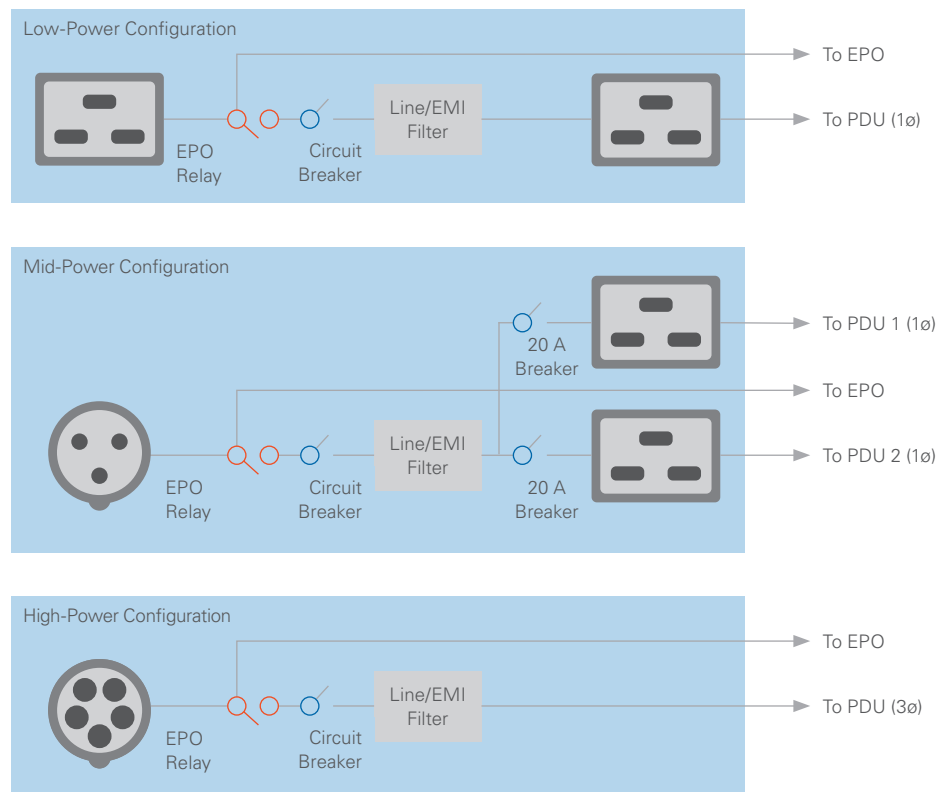 Low-Power Configuration
To EPO
Line/EMI
Filter
To PDU (1ø)
EPO
Relay
Circuit
Breaker
Mid-Power Configuration
To PDU 1 (1ø)
20 A
Breaker
To EPO
Line/EMI
Filter
To PDU 2 (1ø)
EPO
Relay
Circuit
Breaker
20 A
Breaker
High-Power Configuration
To EPO
Line/EMI
Filter
To PDU (3ø)
EPO
Relay
Circuit
Breaker